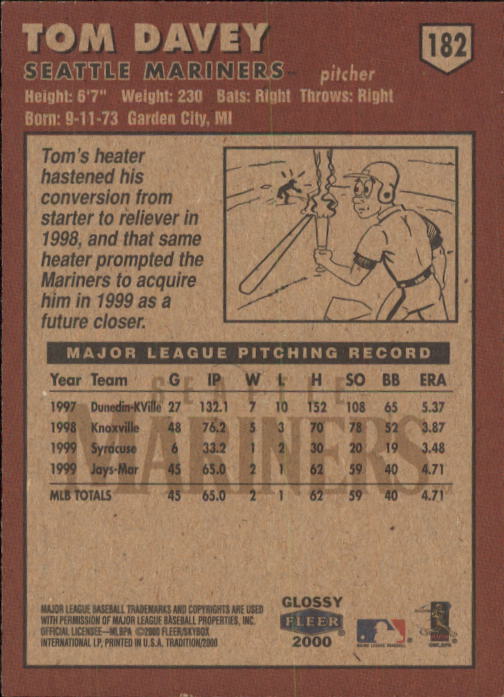 TOM DAVEY
182
SEATTLE MARINERS™ pitcher
Height: 6'7" Weight: 230 Bats: Right Throws: Right
Born: 9-11-73 Garden City, MI
Tom's heater
hastened his
conversion from
starter to reliever in
1998, and that same
heater prompted the
Mariners to acquire
him in 1999 as a
future closer.
MAJOR LEAGUE PITCHING RECORD
Year Team G IP W L H SO BB ERA
1997 Dunedin-KVille 27 132.1 7 10 152 108 65 5.37
1998 Knoxville 48 76.2 5 3 70 78 52 3.87
1999 Syracuse 6 33.2 1 2 30 20 19 3.48
1999 Jays-Mar 45 65.0 2 1 62 59 40 4.71
MLB TOTALS 45 65.0 2 1 62 59 40 4.71
SEATTLE
MARINERS
MAJOR LEAGUE BASEBALL TRADEMARKS AND COPYRIGHTS ARE USED
WITH PERMISSION OF MAJOR LEAGUE BASEBALL PROPERTIES, INC.
OFFICIAL LICENSEE—MLBPA ©2000 FLEER/SKYBOX
INTERNATIONAL LP, PRINTED IN U.S.A. TRADITION/2000
GLOSSY
FLEER
2000
MAJOR LEAGUE BASEBALL